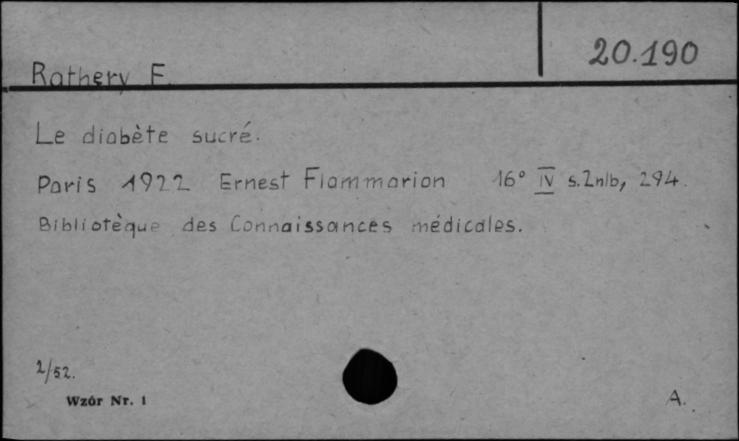 20.190
Rathery F.
Le diabète sucré.
Paris 1922 Ernest Flammarion 16° IV s.2nlb, 294.
Bibliotèque des Connaissances médicales.
2/52.
Wzór Nr. 1
A.